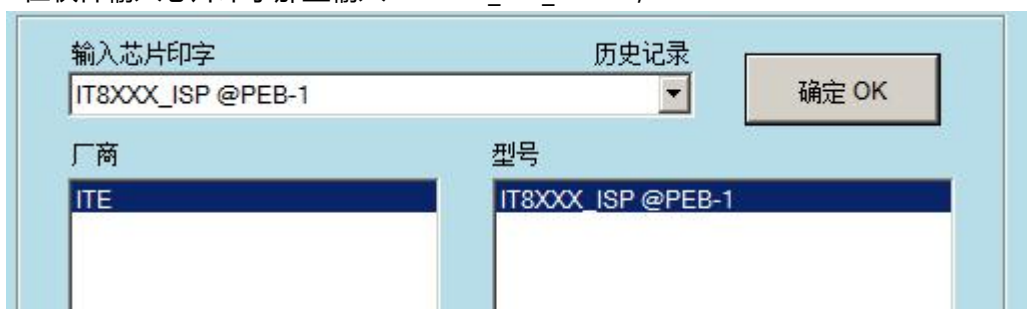 输入芯片印字 历史记录
IT8XXX_ISP @PEB-1
确定 OK
厂商 型号
ITE IT8XXX_ISP @PEB-1